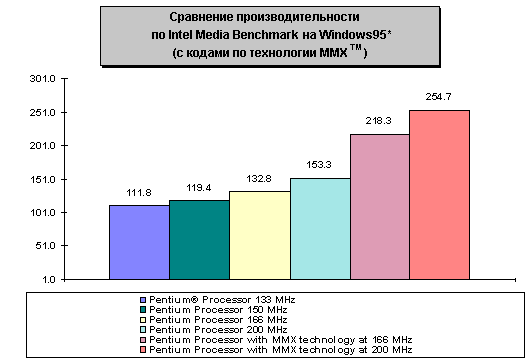 Сравнение производительности
по Intel Media Benchmark на Windows95*
(с кодами по технологии MMX™)
301.0
251.0
201.0
151.0
101.0
51.0
1.0
111.8
119.4
132.8
153.3
218.3
254.7
Pentium® Processor 133 MHz
Pentium Processor 150 MHz
Pentium Processor 166 MHz
Pentium Processor 200 MHz
Pentium Processor with MMX technology at 166 MHz
Pentium Processor with MMX technology at 200 MHz